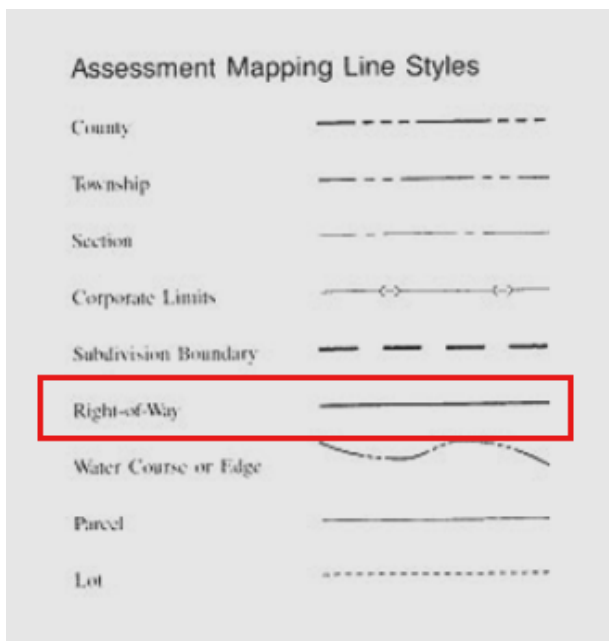 Assessment Mapping Line Styles
County
Township
Section
Corporate Limits
Subdivision Boundary
Right-of-Way
Water Course or Edge
Parcel
Lot